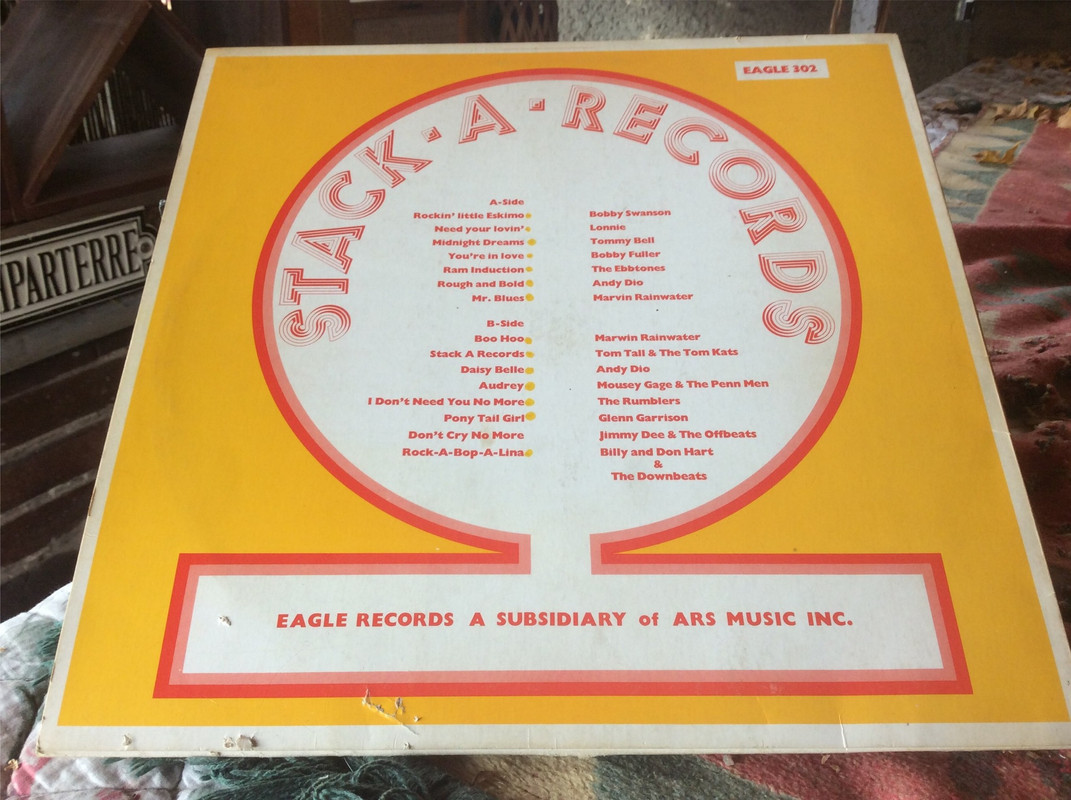 EAGLE 302
STACK·A·RECORDS
A-Side
Rockin' little Eskimo Bobby Swanson
Need your lovin' Lonnie
Midnight Dreams Tommy Bell
You're in love Bobby Fuller
Ram Induction The Ebbtones
Rough and Bold Andy Dio
Mr. Blues Marvin Rainwater
B-Side
Boo Hoo Marwin Rainwater
Stack A Records Tom Tall & The Tom Kats
Daisy Belle Andy Dio
Audrey Mousey Gage & The Penn Men
I Don't Need You No More The Rumblers
Pony Tail Girl Glenn Garrison
Don't Cry No More Jimmy Dee & The Offbeats
Rock-A-Bop-A-Lina Billy and Don Hart
&
The Downbeats
EAGLE RECORDS A SUBSIDIARY of ARS MUSIC INC.
PARTERRE